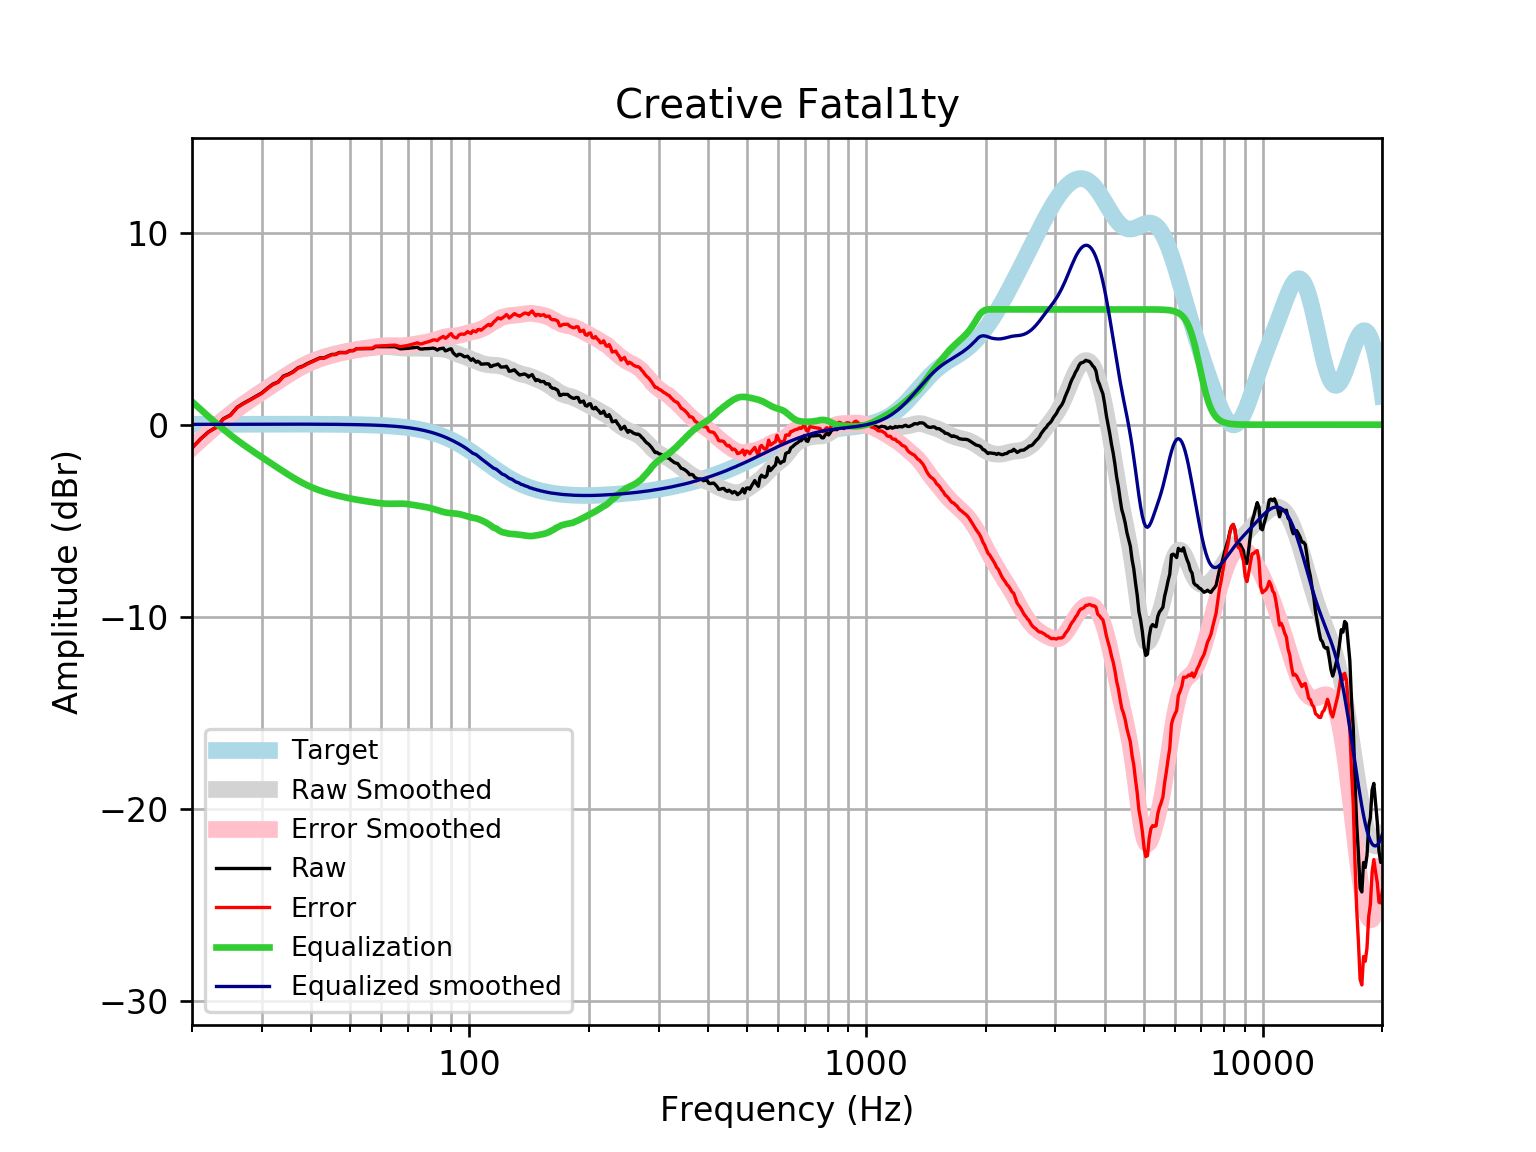 Creative Fatal1ty
Amplitude (dBr)
10
0
−10
−20
−30
Target
Raw Smoothed
Error Smoothed
Raw
Error
Equalization
Equalized smoothed
100
1000
10000
Frequency (Hz)